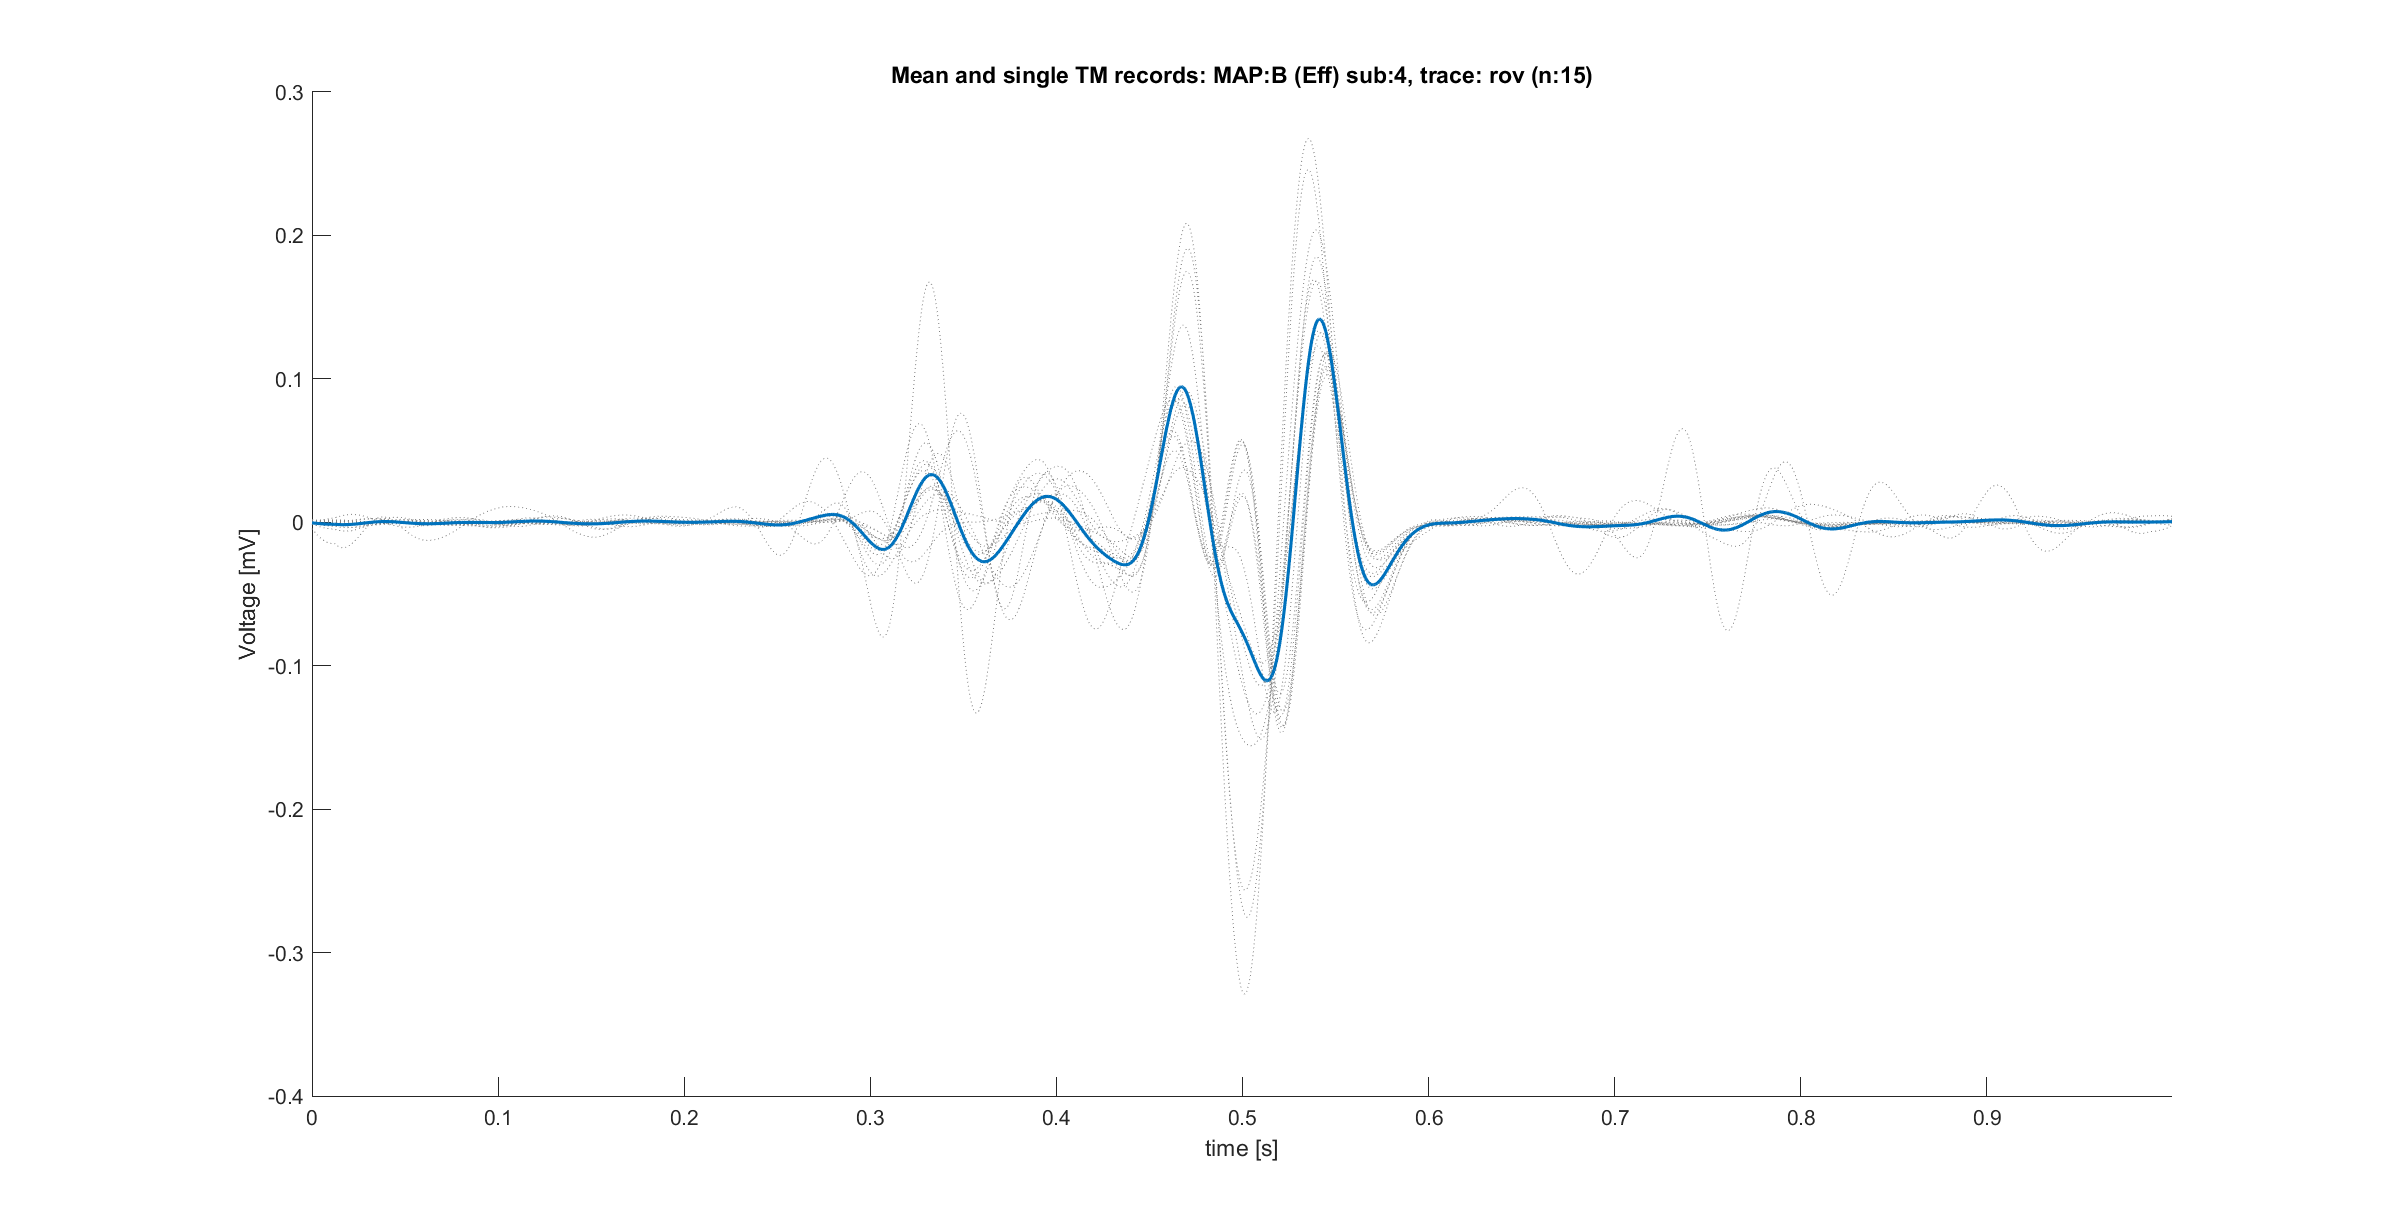 Mean and single TM records: MAP:B (Eff) sub:4, trace: rov (n:15)
0.3
0.2
0.1
0
-0.1
-0.2
-0.3
-0.4
Voltage [mV]
0 0.1 0.2 0.3 0.4 0.5 0.6 0.7 0.8 0.9
time [s]